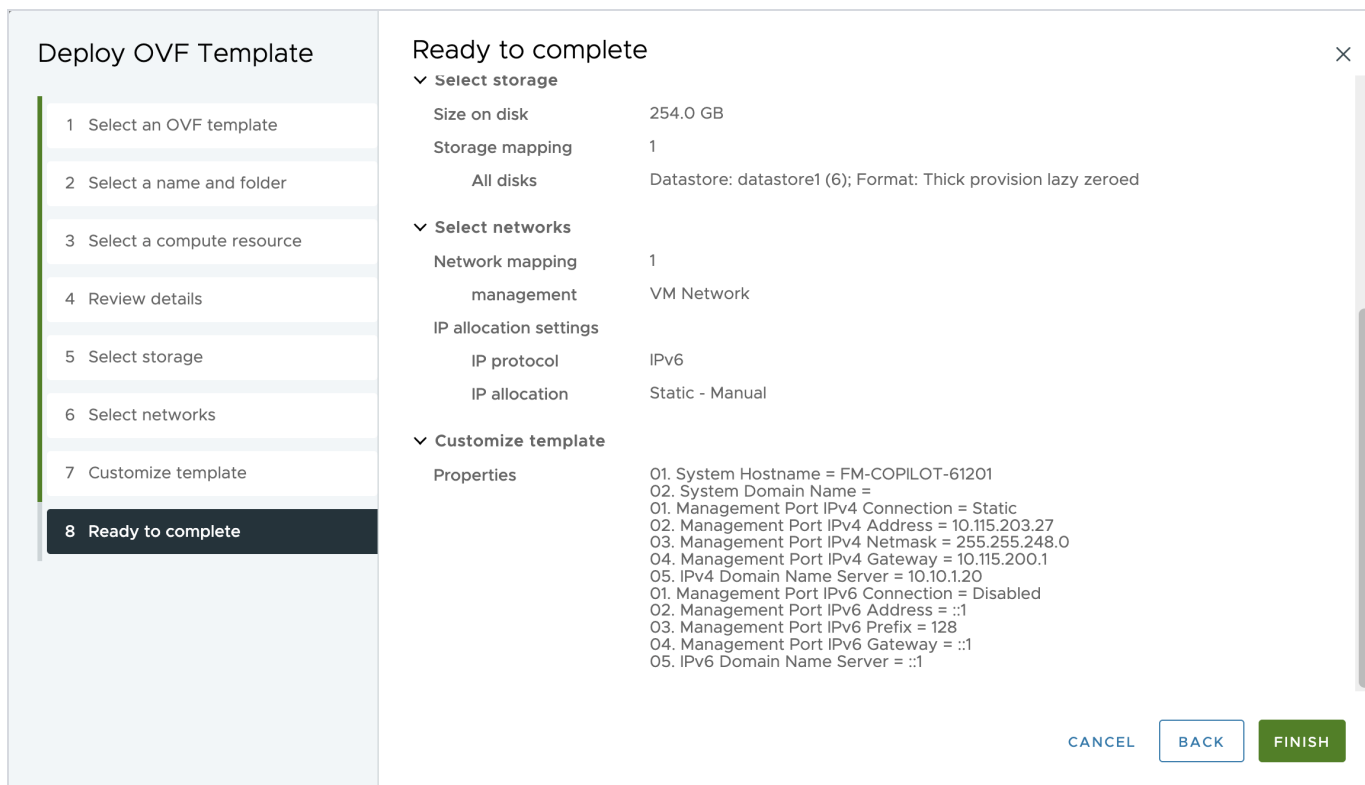 Deploy OVF Template
1 Select an OVF template
2 Select a name and folder
3 Select a compute resource
4 Review details
5 Select storage
6 Select networks
7 Customize template
8 Ready to complete
Ready to complete
Select storage
Size on disk 254.0 GB
Storage mapping 1
All disks Datastore: datastore1 (6); Format: Thick provision lazy zeroed
Select networks
Network mapping 1
management VM Network
IP allocation settings
IP protocol IPv6
IP allocation Static - Manual
Customize template
Properties 01. System Hostname = FM-COPILOT-61201
02. System Domain Name =
01. Management Port IPv4 Connection = Static
02. Management Port IPv4 Address = 10.115.203.27
03. Management Port IPv4 Netmask = 255.255.248.0
04. Management Port IPv4 Gateway = 10.115.200.1
05. IPv4 Domain Name Server = 10.10.1.20
01. Management Port IPv6 Connection = Disabled
02. Management Port IPv6 Address = ::1
03. Management Port IPv6 Prefix = 128
04. Management Port IPv6 Gateway = ::1
05. IPv6 Domain Name Server = ::1
CANCEL BACK FINISH